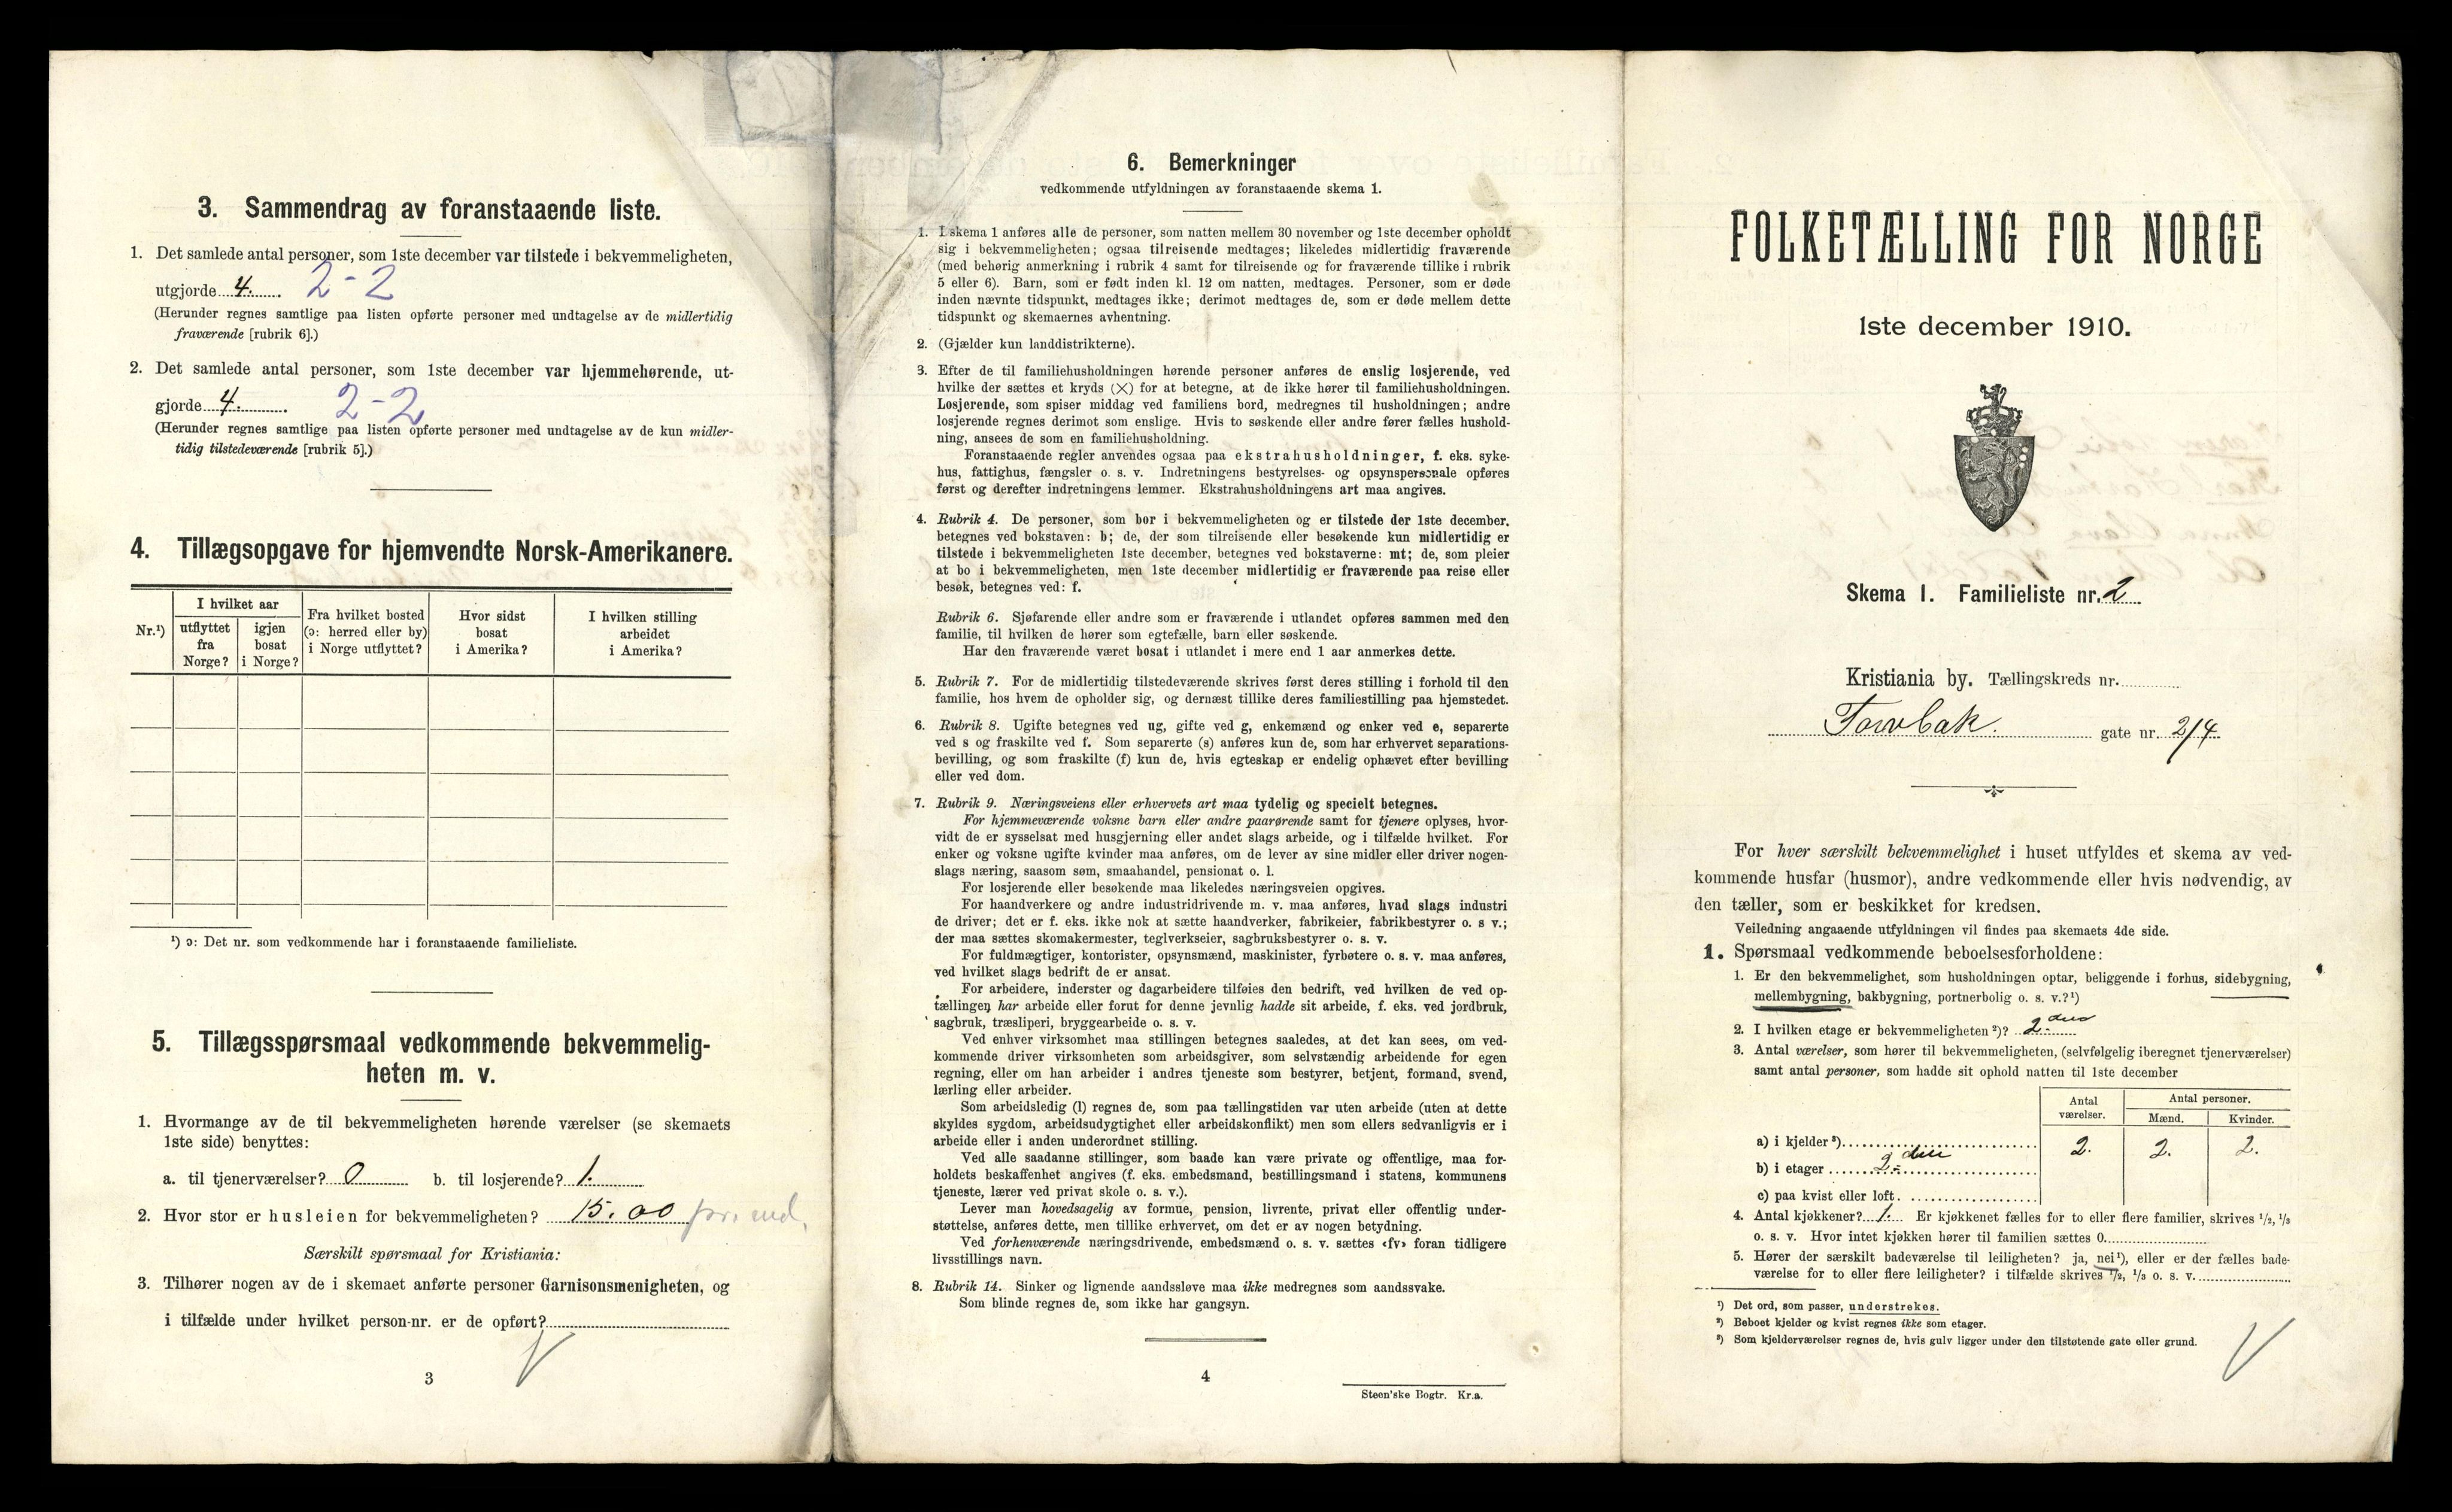 3. Sammendrag av foranstaaende liste.
1. Det samlede antal personer, som 1ste december var tilstede i bekvemmeligheten,
utgjorde 4. 2-2
(Herunder regnes samtlige paa listen opførte personer med undtagelse av de midlertidig
fraværende [rubrik 6].)
2. Det samlede antal personer, som 1ste december var hjemmehørende, ut-
gjorde 4. 2-2
(Herunder regnes samtlige paa listen opførte personer med undtagelse av de kun midler-
tidig tilstedeværende [rubrik 5].)
4. Tillægsopgave for hjemvendte Norsk-Amerikanere.
Nr.¹)
I hvilket aar
utflyttet
fra
Norge?
igjen
bosat
i Norge?
Fra hvilket bosted
(ɔ: herred eller by)
i Norge utflyttet?
Hvor sidst
bosat
i Amerika?
I hvilken stilling
arbeidet
i Amerika?
¹) ɔ: Det nr. som vedkommende har i foranstaaende familieliste.
5. Tillægsspørsmaal vedkommende bekvemmelig-
heten m. v.
1. Hvormange av de til bekvemmeligheten hørende værelser (se skemaets
1ste side) benyttes:
a. til tjenerværelser? 0 b. til losjerende? 1.
2. Hvor stor er husleien for bekvemmeligheten? 15.00 pr. md.
Særskilt spørsmaal for Kristiania:
3. Tilhører nogen av de i skemaet anførte personer Garnisonsmenigheten, og
i tilfælde under hvilket person-nr. er de opført?
3
6. Bemerkninger
vedkommende utfyldningen av foranstaaende skema 1.
1. I skema 1 anføres alle de personer, som natten mellem 30 november og 1ste december opholdt
sig i bekvemmeligheten; ogsaa tilreisende medtages; likeledes midlertidig fraværende
(med behørig anmerkning i rubrik 4 samt for tilreisende og for fraværende tillike i rubrik
5 eller 6). Barn, som er født inden kl. 12 om natten, medtages. Personer, som er døde
inden nævnte tidspunkt, medtages ikke; derimot medtages de, som er døde mellem dette
tidspunkt og skemaernes avhentning.
2. (Gjælder kun landdistrikterne).
3. Efter de til familiehusholdningen hørende personer anføres de enslig losjerende, ved
hvilke der sættes et kryds (×) for at betegne, at de ikke hører til familiehusholdningen.
Losjerende, som spiser middag ved familiens bord, medregnes til husholdningen; andre
losjerende regnes derimot som enslige. Hvis to søskende eller andre fører fælles hushold-
ning, ansees de som en familiehusholdning.
Foranstaaende regler anvendes ogsaa paa ekstrahusholdninger, f. eks. syke-
hus, fattighus, fængsler o. s. v. Indretningens bestyrelses- og opsynspersonale opføres
først og derefter indretningens lemmer. Ekstrahusholdningens art maa angives.
4. Rubrik 4. De personer, som bor i bekvemmeligheten og er tilstede der 1ste december,
betegnes ved bokstaven: b; de, der som tilreisende eller besøkende kun midlertidig er
tilstede i bekvemmeligheten 1ste december, betegnes ved bokstaverne: mt; de, som pleier
at bo i bekvemmeligheten, men 1ste december midlertidig er fraværende paa reise eller
besøk, betegnes ved: f.
Rubrik 6. Sjøfarende eller andre som er fraværende i utlandet opføres sammen med den
familie, til hvilken de hører som egtefælle, barn eller søskende.
Har den fraværende været bosat i utlandet i mere end 1 aar anmerkes dette.
5. Rubrik 7. For de midlertidig tilstedeværende skrives først deres stilling i forhold til den
familie, hos hvem de opholder sig, og dernæst tillike deres familiestilling paa hjemstedet.
6. Rubrik 8. Ugifte betegnes ved ug, gifte ved g, enkemænd og enker ved e, separerte
ved s og fraskilte ved f. Som separerte (s) anføres kun de, som har erhvervet separations-
bevilling, og som fraskilte (f) kun de, hvis egteskap er endelig ophævet efter bevilling
eller ved dom.
7. Rubrik 9. Næringsveiens eller erhvervets art maa tydelig og specielt betegnes.
For hjemmeværende voksne barn eller andre paarørende samt for tjenere oplyses, hvor-
vidt de er sysselsat med husgjerning eller andet slags arbeide, og i tilfælde hvilket. For
enker og voksne ugifte kvinder maa anføres, om de lever av sine midler eller driver nogen-
slags næring, saasom søm, smaahandel, pensionat o. l.
For losjerende eller besøkende maa likeledes næringsveien opgives.
For haandverkere og andre industridrivende m. v. maa anføres, hvad slags industri
de driver; det er f. eks. ikke nok at sætte haandverker, fabrikeier, fabrikbestyrer o. s v.;
der maa sættes skomakermester, teglverkseier, sagbruksbestyrer o. s. v.
For fuldmægtiger, kontorister, opsynsmænd, maskinister, fyrbøtere o. s. v. maa anføres,
ved hvilket slags bedrift de er ansat.
For arbeidere, inderster og dagarbeidere tilføies den bedrift, ved hvilken de ved op-
tællingen har arbeide eller forut for denne jevnlig hadde sit arbeide, f. eks. ved jordbruk,
sagbruk, træsliperi, bryggearbeide o. s. v.
Ved enhver virksomhet maa stillingen betegnes saaledes, at det kan sees, om ved-
kommende driver virksomheten som arbeidsgiver, som selvstændig arbeidende for egen
regning, eller om han arbeider i andres tjeneste som bestyrer, betjent, formand, svend,
lærling eller arbeider.
Som arbeidsledig (l) regnes de, som paa tællingstiden var uten arbeide (uten at dette
skyldes sygdom, arbeidsudygtighet eller arbeidskonflikt) men som ellers sedvanligvis er i
arbeide eller i anden underordnet stilling.
Ved alle saadanne stillinger, som baade kan være private og offentlige, maa for-
holdets beskaffenhet angives (f. eks. embedsmand, bestillingsmand i statens, kommunens
tjeneste, lærer ved privat skole o. s. v.).
Lever man hovedsagelig av formue, pension, livrente, privat eller offentlig under-
støttelse, anføres dette, men tillike erhvervet, om det er av nogen betydning.
Ved forhenværende næringsdrivende, embedsmænd o. s. v. sættes «fv» foran tidligere
livsstillings navn.
8. Rubrik 14. Sinker og lignende aandssløve maa ikke medregnes som aandssvake.
Som blinde regnes de, som ikke har gangsyn.
4
Steen'ske Bogtr. Kr.a.
FOLKETÆLLING FOR NORGE
1ste december 1910.
Skema 1. Familieliste nr. 2
Kristiania by. Tællingskreds nr.
Torvbak. gate nr. 2/4
For hver særskilt bekvemmelighet i huset utfyldes et skema av ved-
kommende husfar (husmor), andre vedkommende eller hvis nødvendig, av
den tæller, som er beskikket for kredsen.
Veiledning angaaende utfyldningen vil findes paa skemaets 4de side.
1. Spørsmaal vedkommende beboelsesforholdene:
1. Er den bekvemmelighet, som husholdningen optar, beliggende i forhus, sidebygning,
mellembygning, bakbygning, portnerbolig o. s. v.?¹)
2. I hvilken etage er bekvemmeligheten²)? 2.
3. Antal værelser, som hører til bekvemmeligheten, (selvfølgelig iberegnet tjenerværelser)
samt antal personer, som hadde sit ophold natten til 1ste december
Antal
værelser.
Antal personer.
Mænd. Kvinder.
a) i kjelder³) 2. 2. 2.
b) i etager 2.
c) paa kvist eller loft.
4. Antal kjøkkener? 1. Er kjøkkenet fælles for to eller flere familier, skrives 1/2, 1/3
o. s. v. Hvor intet kjøkken hører til familien sættes 0.
5. Hører der særskilt badeværelse til leiligheten? ja, nei¹), eller er der fælles bade-
værelse for to eller flere leiligheter? i tilfælde skrives 1/2, 1/3 o. s. v.
¹) Det ord, som passer, understrekes.
²) Beboet kjelder og kvist regnes ikke som etager.
³) Som kjelderværelser regnes de, hvis gulv ligger under den tilstøtende gate eller grund.